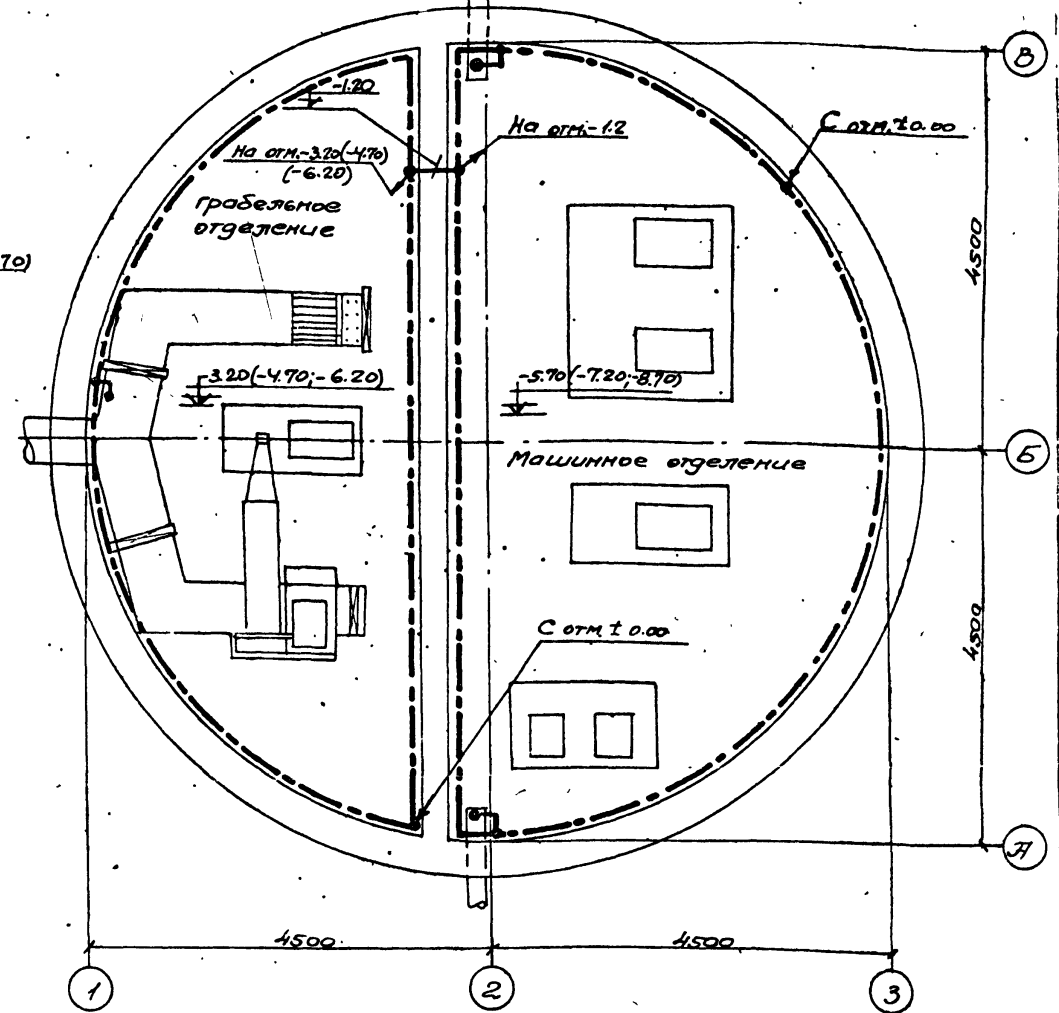 В
-1.20
На отм.-1.2
С отм. ±0.00
На отм.-3.20(-4.70)
(-6.20)
грабельное
отделение
4500
70)
-3.20(-4.70;-6.20)
-5.70(-7.20;-8.70)
Б
Машинное отделение
С отм ± 0.00
4500
А
4500
4500
1
2
3